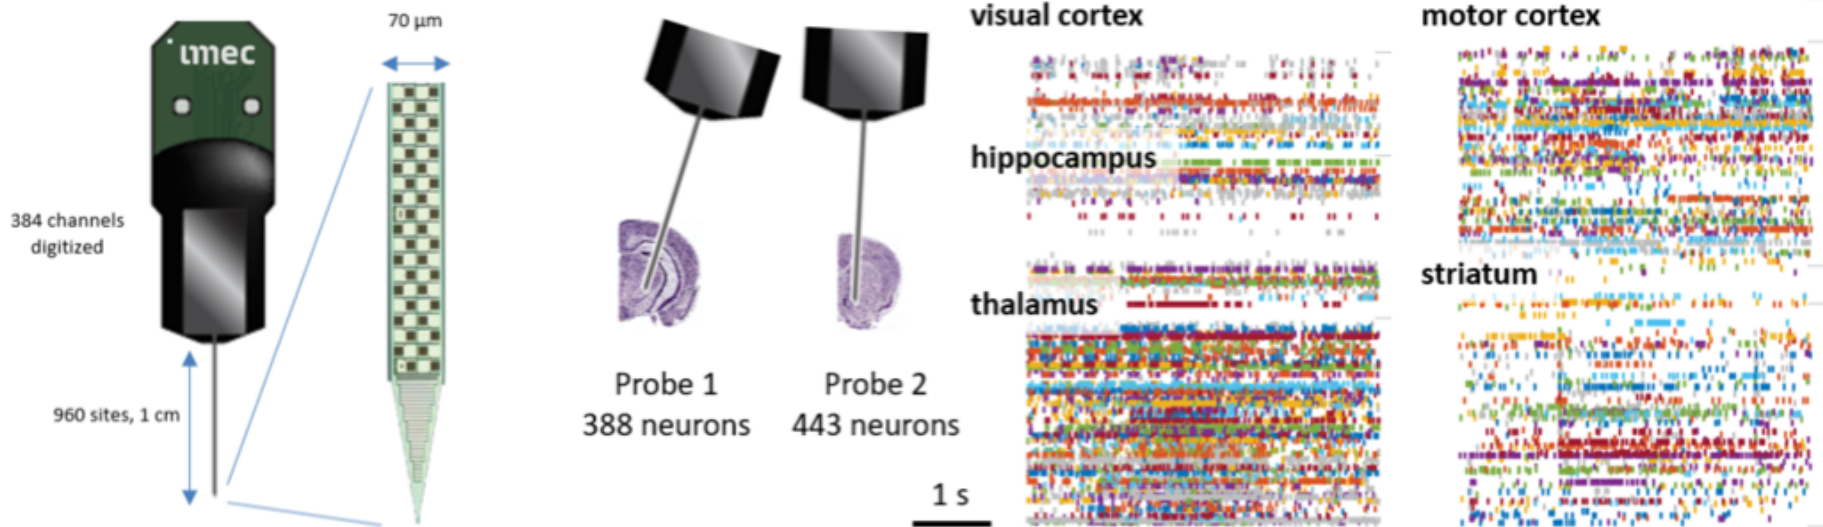 imec
70 µm
384 channels
digitized
960 sites, 1 cm
Probe 1
388 neurons
Probe 2
443 neurons
1 s
visual cortex
hippocampus
thalamus
motor cortex
striatum